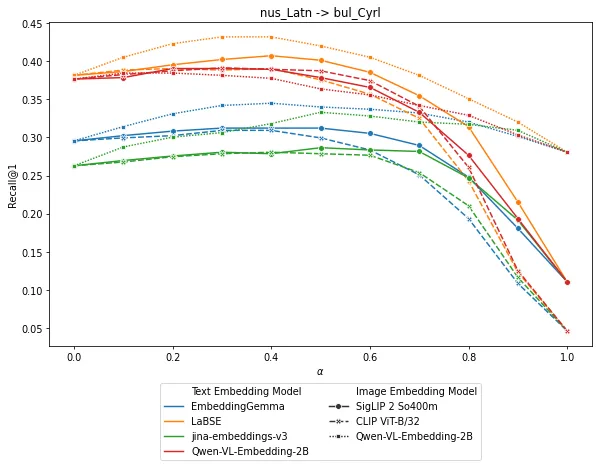 nus_Latn -> bul_Cyrl
Recall@1
0.45
0.40
0.35
0.30
0.25
0.20
0.15
0.10
0.05
0.0 0.2 0.4 0.6 0.8 1.0
α
Text Embedding Model
EmbeddingGemma
LaBSE
jina-embeddings-v3
Qwen-VL-Embedding-2B
Image Embedding Model
SigLIP 2 So400m
CLIP ViT-B/32
Qwen-VL-Embedding-2B